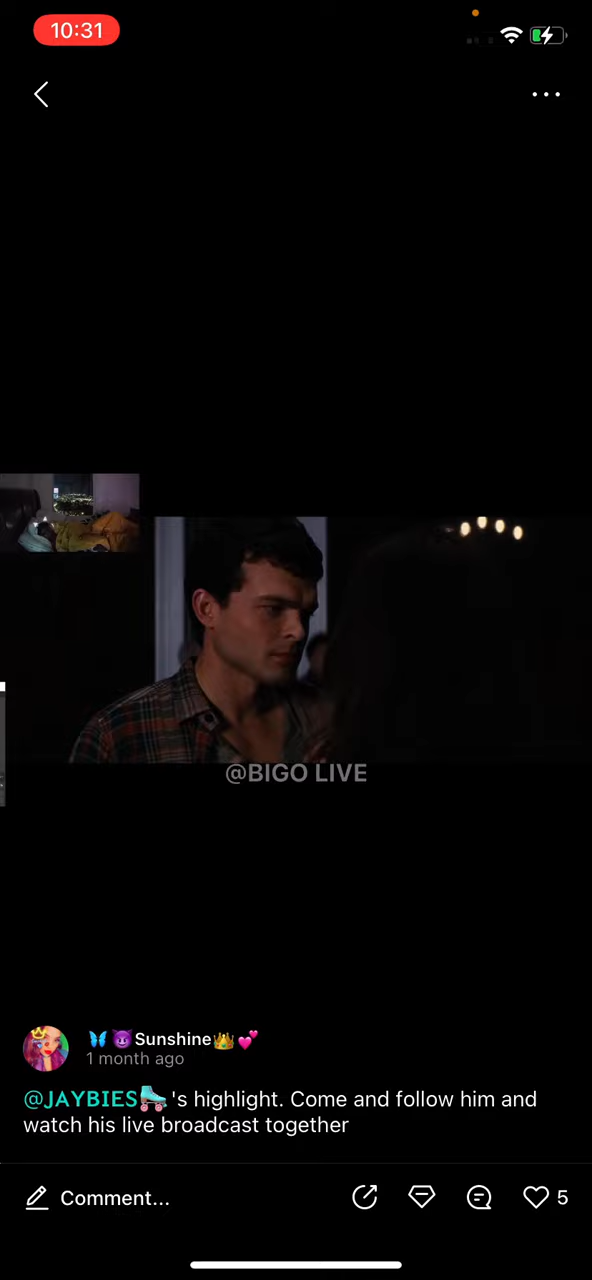 10:31
@BIGO LIVE
🦋😈Sunshine👑💕
1 month ago
@JAYBIES🛼's highlight. Come and follow him and
watch his live broadcast together
Comment...
5